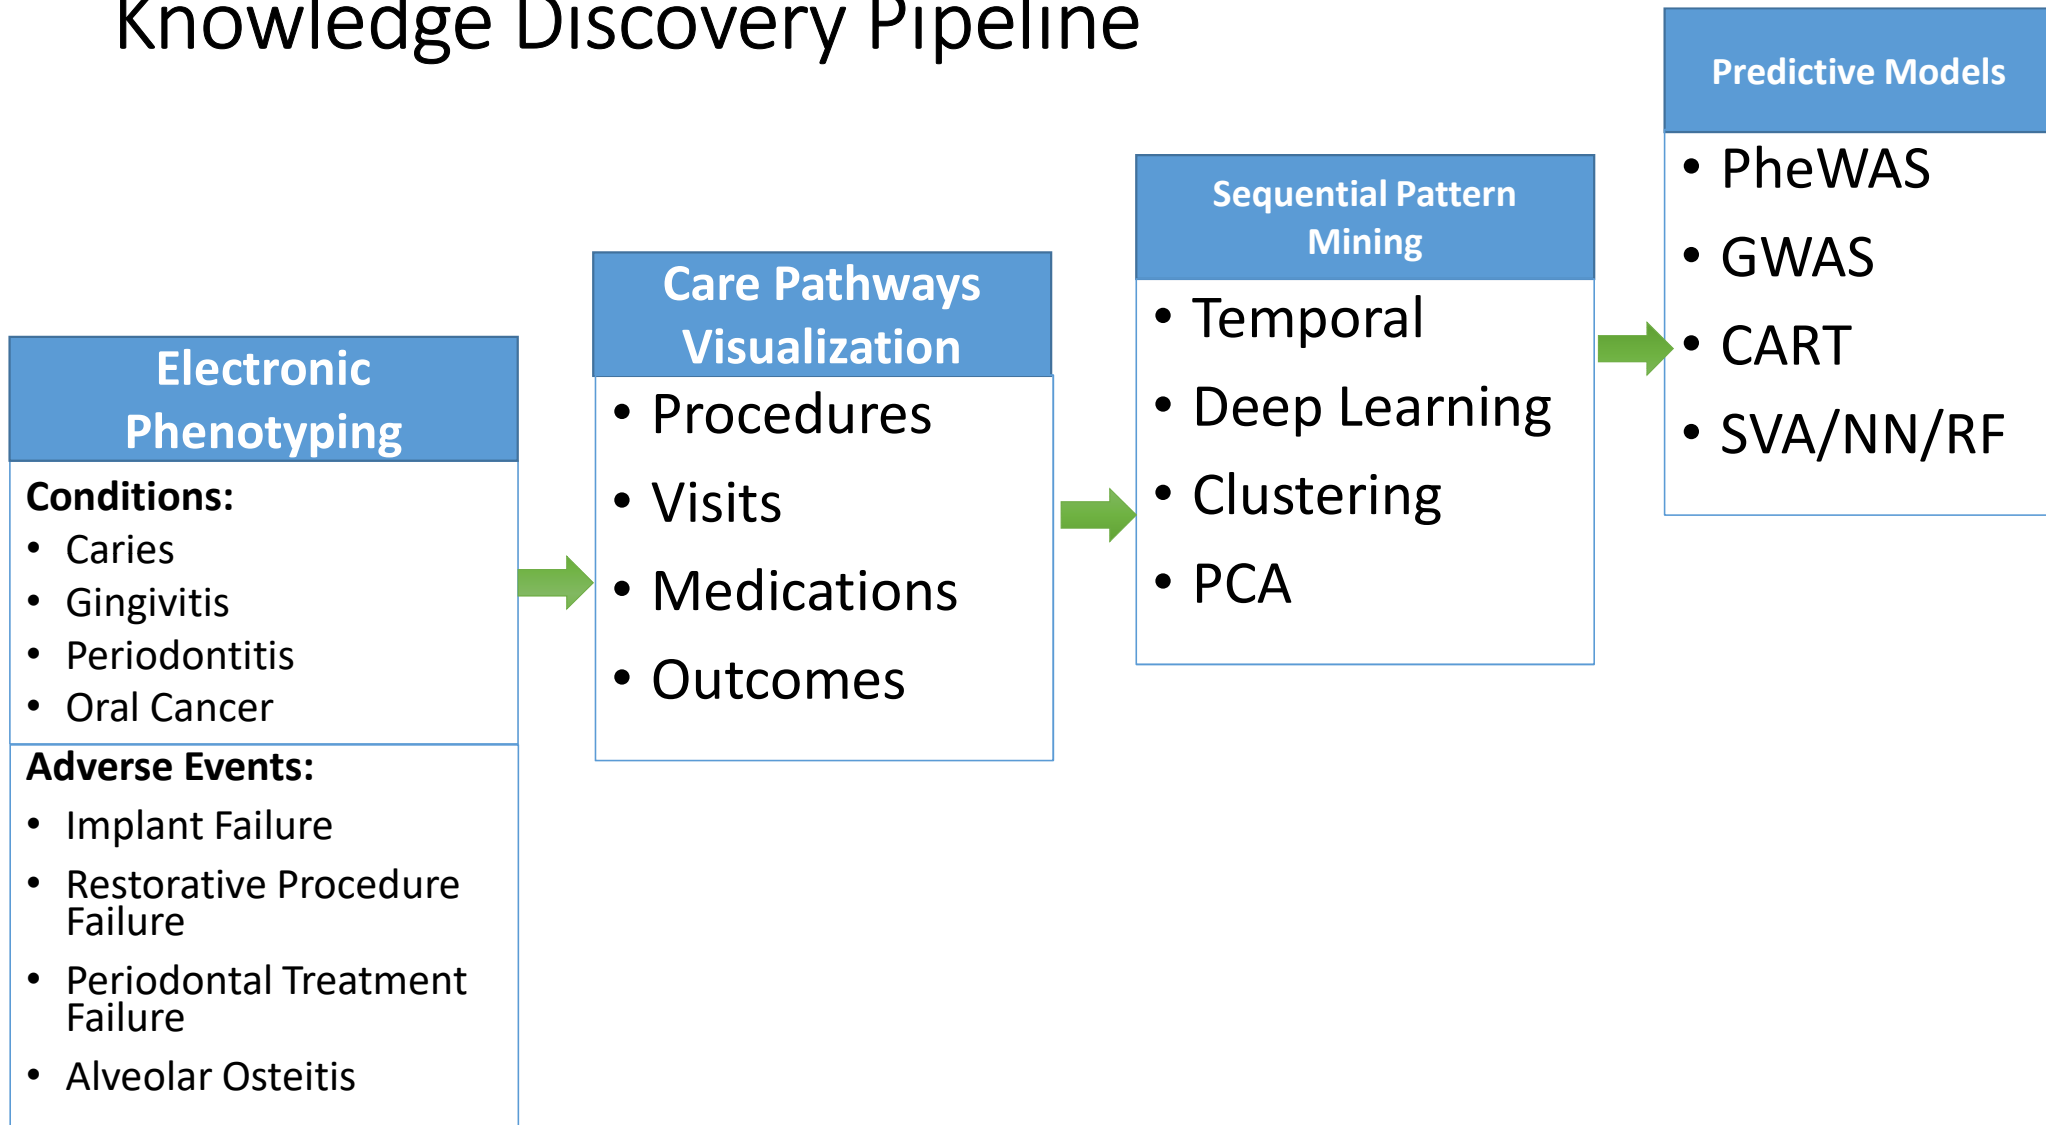 Knowledge Discovery Pipeline
Electronic
Phenotyping
Conditions:
• Caries
• Gingivitis
• Periodontitis
• Oral Cancer
Adverse Events:
• Implant Failure
• Restorative Procedure
Failure
• Periodontal Treatment
Failure
• Alveolar Osteitis
Care Pathways
Visualization
• Procedures
• Visits
• Medications
• Outcomes
Sequential Pattern
Mining
• Temporal
• Deep Learning
• Clustering
• PCA
Predictive Models
• PheWAS
• GWAS
• CART
• SVA/NN/RF